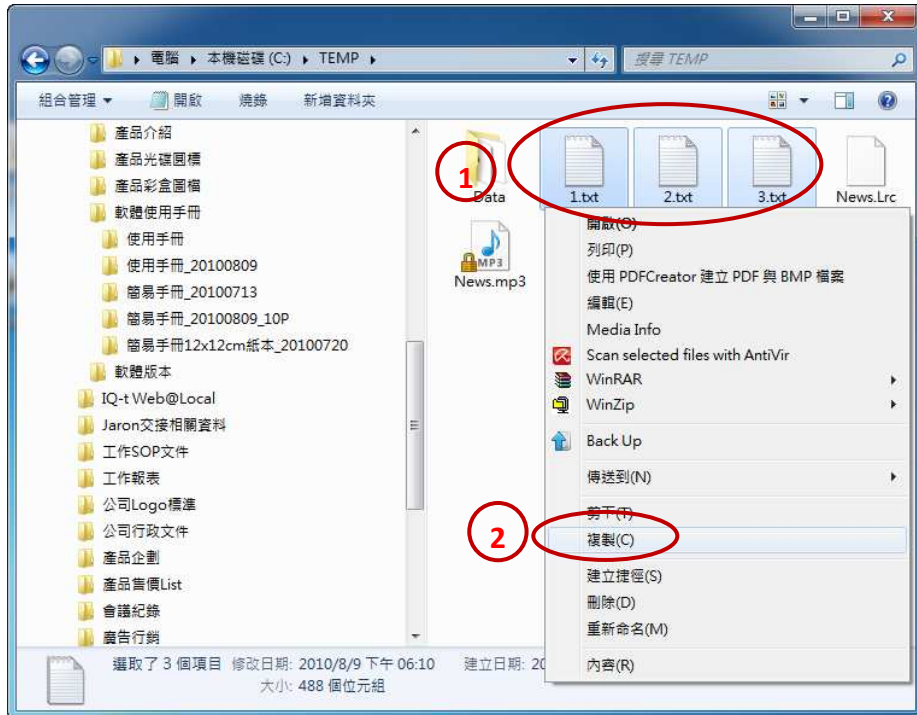 電腦 ▸ 本機磁碟 (C:) ▸ TEMP ▸
搜尋 TEMP
組合管理 ▼ 開啟 燒錄 新增資料夾
產品介紹
產品光碟圓標
產品彩盒圖檔
軟體使用手冊
使用手冊
使用手冊_20100809
簡易手冊_20100713
簡易手冊_20100809_10P
簡易手冊12x12cm紙本_20100720
軟體版本
IQ-t Web@Local
Jaron交接相關資料
工作SOP文件
工作報表
公司Logo標準
公司行政文件
產品企劃
產品售價List
會議紀錄
廣告行銷
1
Data
1.txt
2.txt
3.txt
News.Lrc
MP3
News.mp3
開啟(O)
列印(P)
使用 PDFCreator 建立 PDF 與 BMP 檔案
編輯(E)
Media Info
Scan selected files with AntiVir
WinRAR
WinZip
Back Up
傳送到(N)
剪下(T)
2
複製(C)
建立捷徑(S)
刪除(D)
重新命名(M)
內容(R)
選取了 3 個項目 修改日期: 2010/8/9 下午 06:10 建立日期: 20
大小: 488 個位元組